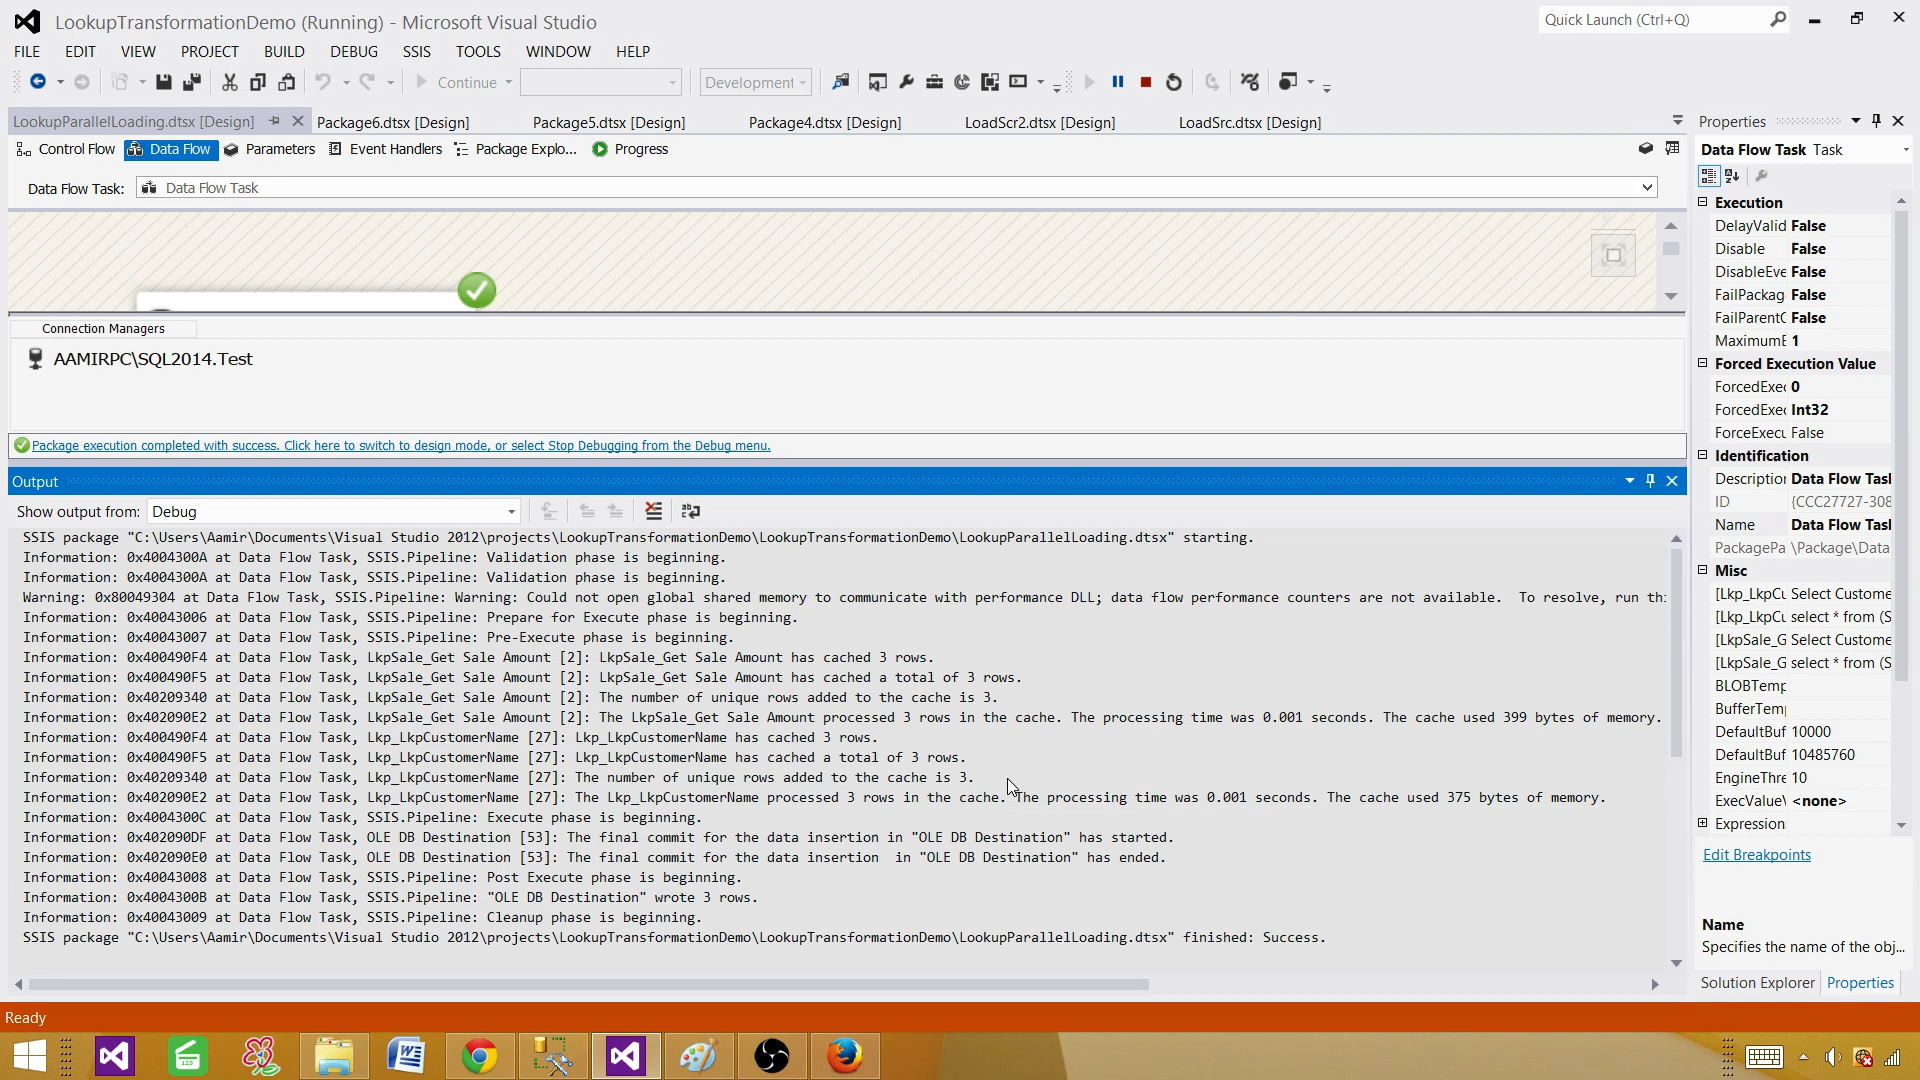 LookupTransformationDemo (Running) - Microsoft Visual Studio
Quick Launch (Ctrl+Q)
FILE EDIT VIEW PROJECT BUILD DEBUG SSIS TOOLS WINDOW HELP
Continue Development
LookupParallelLoading.dtsx [Design] Package6.dtsx [Design] Package5.dtsx [Design] Package4.dtsx [Design] LoadScr2.dtsx [Design] LoadSrc.dtsx [Design]
Control Flow Data Flow Parameters Event Handlers Package Explo... Progress
Data Flow Task: Data Flow Task
Connection Managers
AAMIRPC\SQL2014.Test
Package execution completed with success. Click here to switch to design mode, or select Stop Debugging from the Debug menu.
Output
Show output from: Debug
SSIS package "C:\Users\Aamir\Documents\Visual Studio 2012\projects\LookupTransformationDemo\LookupTransformationDemo\LookupParallelLoading.dtsx" starting.
Information: 0x4004300A at Data Flow Task, SSIS.Pipeline: Validation phase is beginning.
Information: 0x4004300A at Data Flow Task, SSIS.Pipeline: Validation phase is beginning.
Warning: 0x80049304 at Data Flow Task, SSIS.Pipeline: Warning: Could not open global shared memory to communicate with performance DLL; data flow performance counters are not available.  To resolve, run thi
Information: 0x40043006 at Data Flow Task, SSIS.Pipeline: Prepare for Execute phase is beginning.
Information: 0x40043007 at Data Flow Task, SSIS.Pipeline: Pre-Execute phase is beginning.
Information: 0x400490F4 at Data Flow Task, LkpSale_Get Sale Amount [2]: LkpSale_Get Sale Amount has cached 3 rows.
Information: 0x400490F5 at Data Flow Task, LkpSale_Get Sale Amount [2]: LkpSale_Get Sale Amount has cached a total of 3 rows.
Information: 0x40209340 at Data Flow Task, LkpSale_Get Sale Amount [2]: The number of unique rows added to the cache is 3.
Information: 0x402090E2 at Data Flow Task, LkpSale_Get Sale Amount [2]: The LkpSale_Get Sale Amount processed 3 rows in the cache. The processing time was 0.001 seconds. The cache used 399 bytes of memory.
Information: 0x400490F4 at Data Flow Task, Lkp_LkpCustomerName [27]: Lkp_LkpCustomerName has cached 3 rows.
Information: 0x400490F5 at Data Flow Task, Lkp_LkpCustomerName [27]: Lkp_LkpCustomerName has cached a total of 3 rows.
Information: 0x40209340 at Data Flow Task, Lkp_LkpCustomerName [27]: The number of unique rows added to the cache is 3.
Information: 0x402090E2 at Data Flow Task, Lkp_LkpCustomerName [27]: The Lkp_LkpCustomerName processed 3 rows in the cache. The processing time was 0.001 seconds. The cache used 375 bytes of memory.
Information: 0x4004300C at Data Flow Task, SSIS.Pipeline: Execute phase is beginning.
Information: 0x402090DF at Data Flow Task, OLE DB Destination [53]: The final commit for the data insertion in "OLE DB Destination" has started.
Information: 0x402090E0 at Data Flow Task, OLE DB Destination [53]: The final commit for the data insertion  in "OLE DB Destination" has ended.
Information: 0x40043008 at Data Flow Task, SSIS.Pipeline: Post Execute phase is beginning.
Information: 0x4004300B at Data Flow Task, SSIS.Pipeline: "OLE DB Destination" wrote 3 rows.
Information: 0x40043009 at Data Flow Task, SSIS.Pipeline: Cleanup phase is beginning.
SSIS package "C:\Users\Aamir\Documents\Visual Studio 2012\projects\LookupTransformationDemo\LookupTransformationDemo\LookupParallelLoading.dtsx" finished: Success.
Properties
Data Flow Task Task
Execution
DelayValid False
Disable False
DisableEve False
FailPackag False
FailParentC False
MaximumE 1
Forced Execution Value
ForcedExec 0
ForcedExec Int32
ForceExecu False
Identification
Description Data Flow Task
ID {CCC27727-308
Name Data Flow Task
PackagePa \Package\Data
Misc
[Lkp_LkpCu Select Custome
[Lkp_LkpCu select * from (S
[LkpSale_G Select Custome
[LkpSale_G select * from (S
BLOBTemp
BufferTemp
DefaultBuf 10000
DefaultBuf 10485760
EngineThre 10
ExecValueV <none>
Expression
Edit Breakpoints
Name
Specifies the name of the obj...
Solution Explorer Properties
Ready